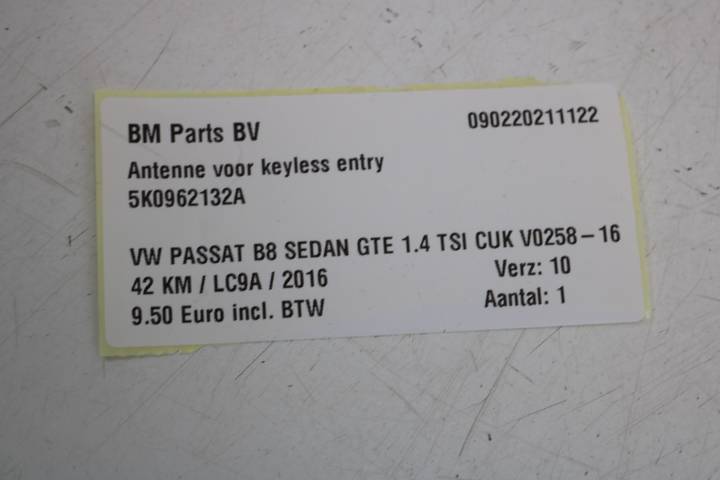 BM Parts BV 090220211122
Antenne voor keyless entry
5K0962132A
VW PASSAT B8 SEDAN GTE 1.4 TSI CUK V0258-16
42 KM / LC9A / 2016 Verz: 10
9.50 Euro incl. BTW Aantal: 1